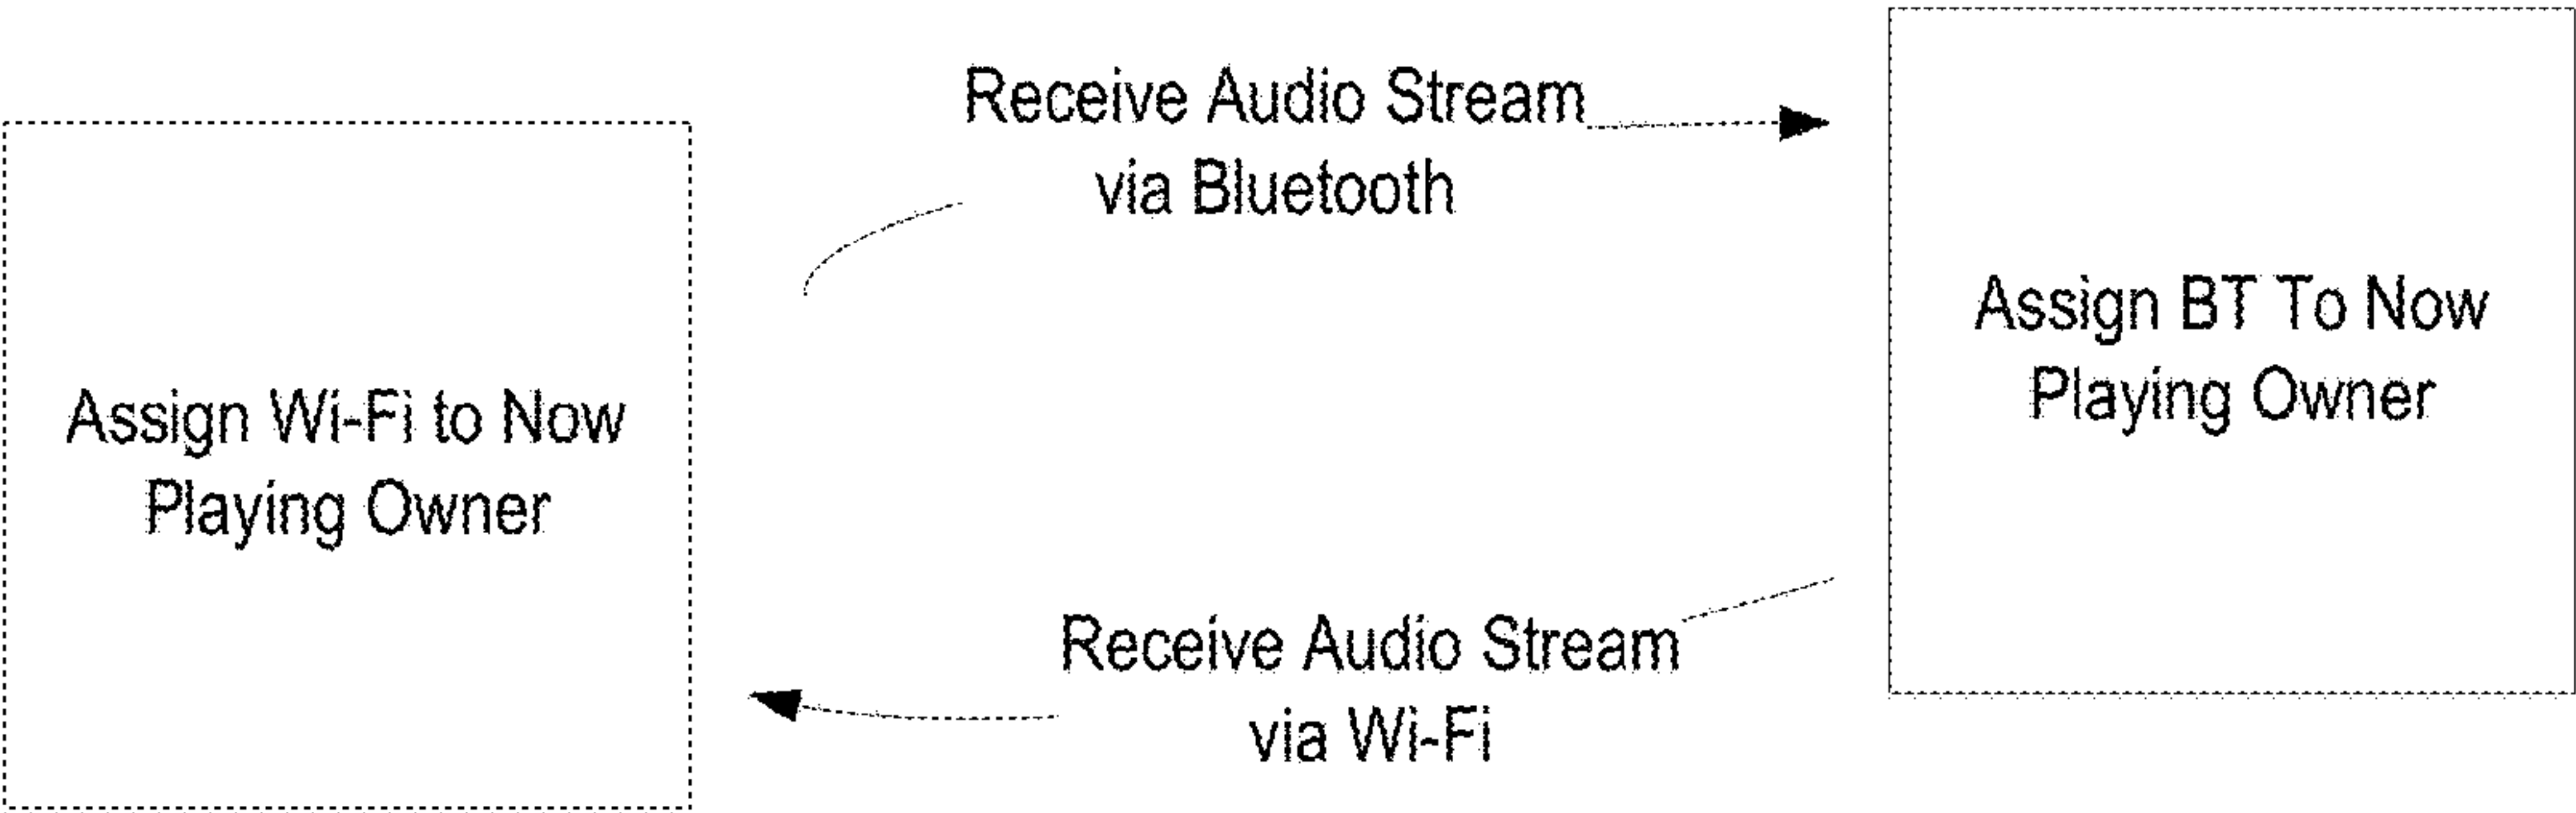 Receive Audio Stream
via Bluetooth
Assign Wi-Fi to Now
Playing Owner
Assign BT To Now
Playing Owner
Receive Audio Stream
via Wi-Fi